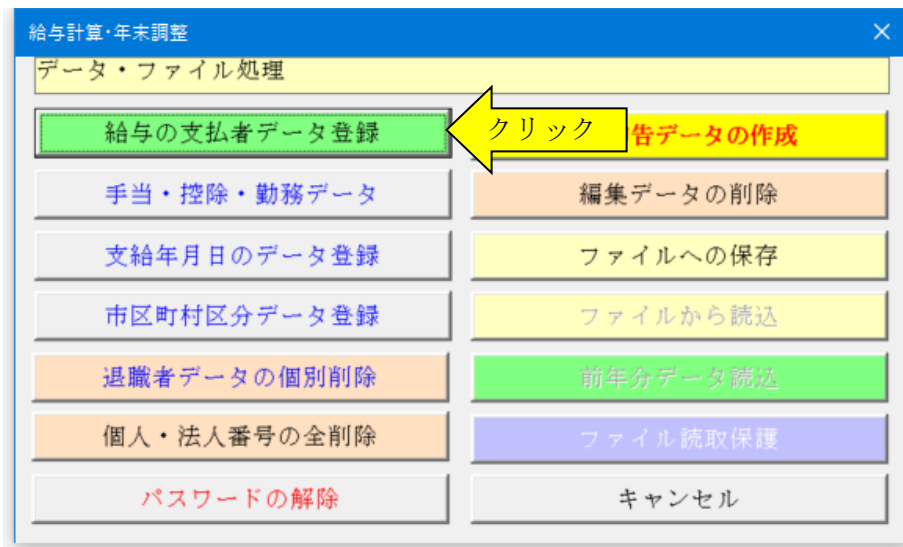 給与計算・年末調整
データ・ファイル処理
給与の支払者データ登録
クリック
告データの作成
手当・控除・勤務データ
編集データの削除
支給年月日のデータ登録
ファイルへの保存
市区町村区分データ登録
ファイルから読込
退職者データの個別削除
前年分データ読込
個人・法人番号の全削除
ファイル読取保護
パスワードの解除
キャンセル